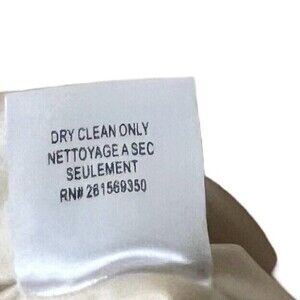 DRY CLEAN ONLY
NETTOYAGE A SEC
SEULEMENT
RN# 261569350